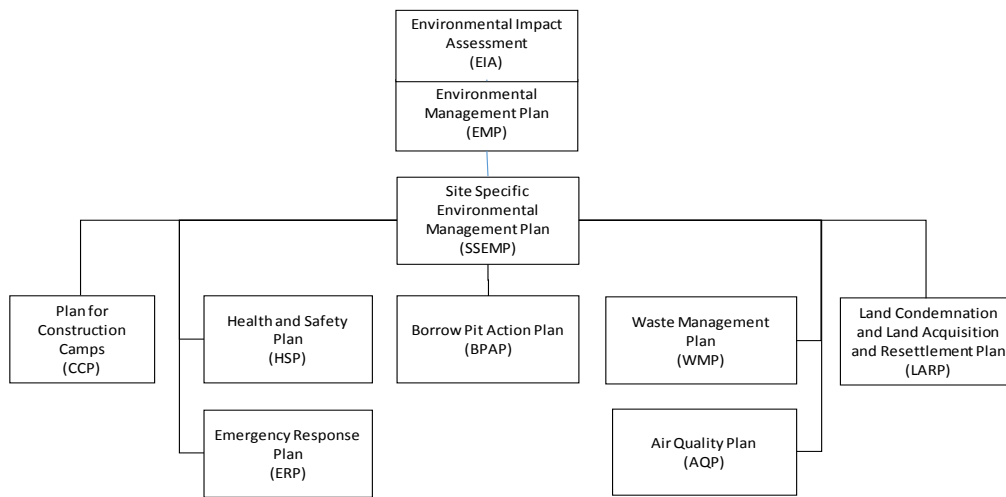 Environmental Impact
Assessment
(EIA)
Environmental
Management Plan
(EMP)
Site Specific
Environmental
Management Plan
(SSEMP)
Plan for
Construction
Camps
(CCP)
Health and Safety
Plan
(HSP)
Borrow Pit Action Plan
(BPAP)
Waste Management
Plan
(WMP)
Land Condemnation
and Land Acquisition
and Resettlement Plan
(LARP)
Emergency Response
Plan
(ERP)
Air Quality Plan
(AQP)